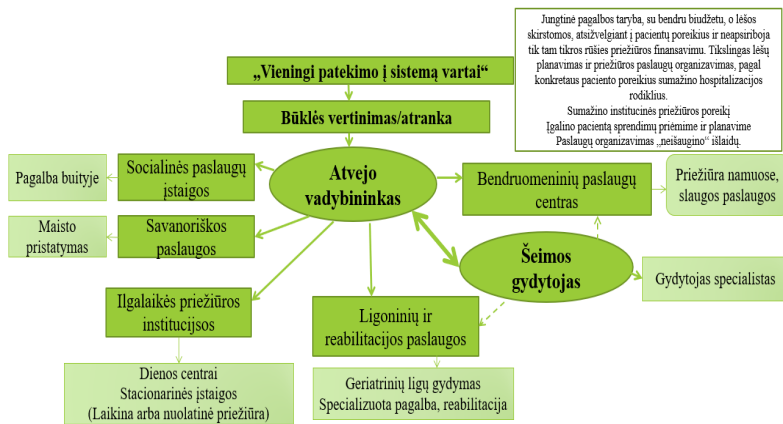 Jungtinė pagalbos taryba, su bendru biudžetu, o lėšos
skirstomos, atsižvelgiant į pacientų poreikius ir neapsiriboja
tik tam tikros rūšies priežiūros finansavimu. Tikslingas lėšų
planavimas ir priežiūros paslaugų organizavimas, pagal
konkretaus paciento poreikius sumažino hospitalizacijos
rodiklius.
Sumažino institucinės priežiūros poreikį
Įgalino pacientą sprendimų priėmime ir planavime
Paslaugų organizavimas „neišaugino“ išlaidų.
„Vieningi patekimo į sistemą vartai“
Būklės vertinimas/atranka
Atvejo
vadybininkas
Socialinės paslaugų
įstaigos
Pagalba buityje
Savanoriškos
paslaugos
Maisto
pristatymas
Ilgalaikės priežiūros
institucijsos
Dienos centrai
Stacionarinės įstaigos
(Laikina arba nuolatinė priežiūra)
Bendruomeninių paslaugų
centras
Priežiūra namuose,
slaugos paslaugos
Šeimos
gydytojas
Gydytojas specialistas
Ligoninių ir
reabilitacijos paslaugos
Geriatrinių ligų gydymas
Specializuota pagalba, reabilitacija